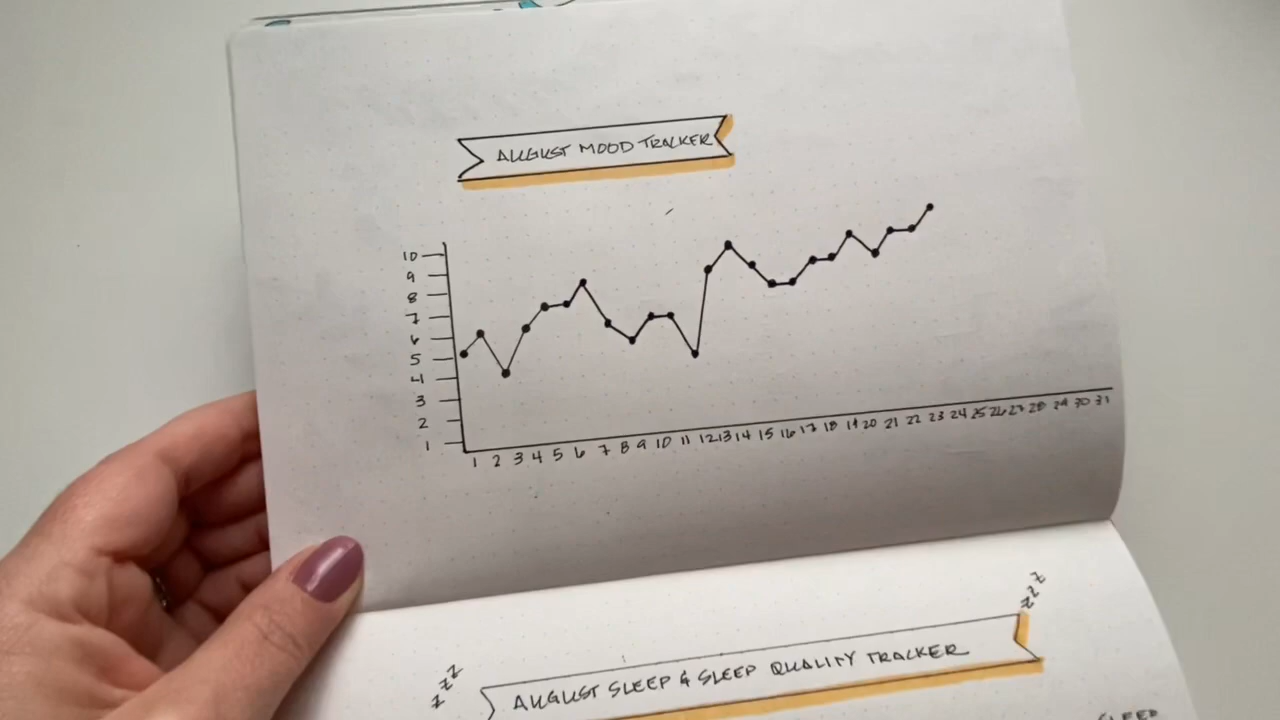 AUGUST MOOD TRACKER
10
9
8
7
6
5
4
3
2
1
1 2 3 4 5 6 7 8 9 10 11 12 13 14 15 16 17 18 19 20 21 22 23 24 25 26 27 28 29 30 31
zzz
zzz
AUGUST SLEEP & SLEEP QUALITY TRACKER
SLEEP